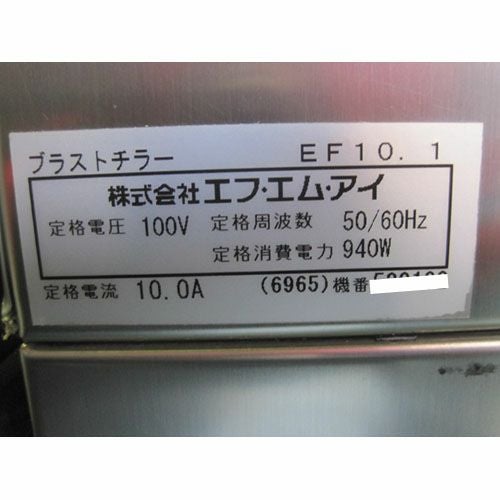 ブラストチラー EF10.1
株式会社エフ・エム・アイ
定格電圧 100V 定格周波数 50/60Hz
定格消費電力 940W
定格電流 10.0A (6965)機番